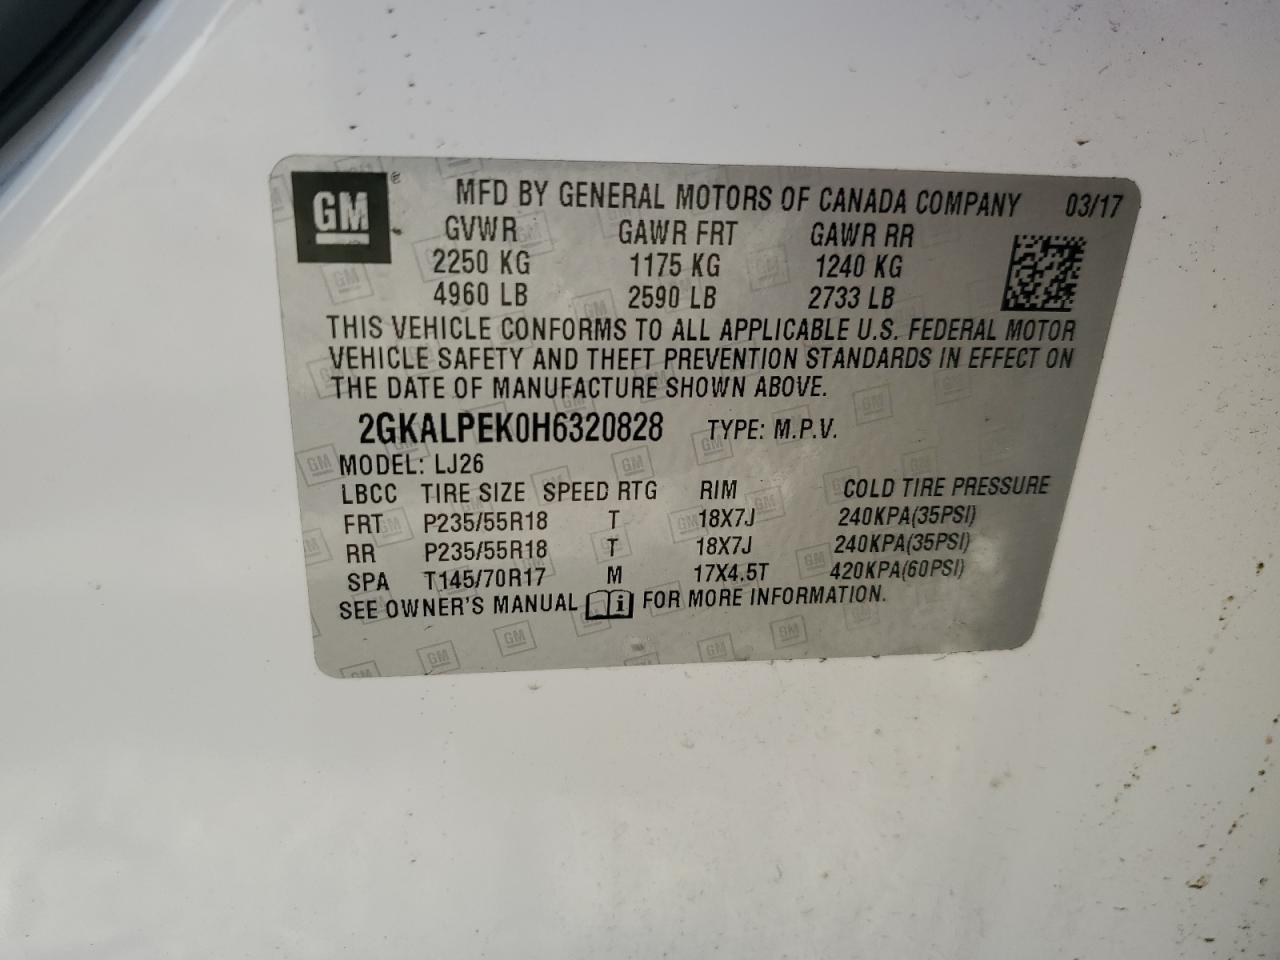 GM ® MFD BY GENERAL MOTORS OF CANADA COMPANY 03/17
GVWR GAWR FRT GAWR RR
2250 KG 1175 KG 1240 KG
4960 LB 2590 LB 2733 LB
THIS VEHICLE CONFORMS TO ALL APPLICABLE U.S. FEDERAL MOTOR
VEHICLE SAFETY AND THEFT PREVENTION STANDARDS IN EFFECT ON
THE DATE OF MANUFACTURE SHOWN ABOVE.
2GKALPEK0H6320828 TYPE: M.P.V.
MODEL: LJ26
LBCC TIRE SIZE SPEED RTG RIM COLD TIRE PRESSURE
FRT P235/55R18 T 18X7J 240KPA(35PSI)
RR P235/55R18 T 18X7J 240KPA(35PSI)
SPA T145/70R17 M 17X4.5T 420KPA(60PSI)
SEE OWNER'S MANUAL i FOR MORE INFORMATION.